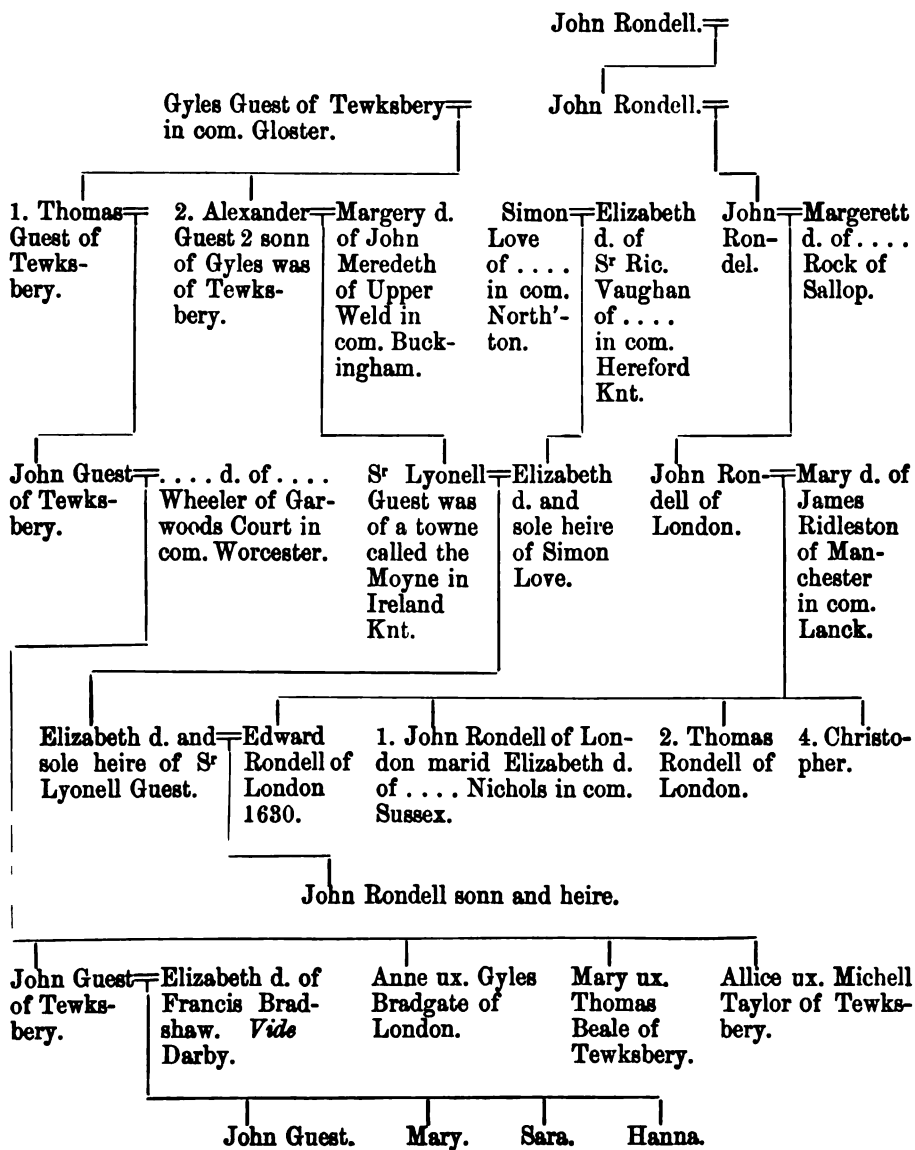 John Rondell.
Gyles Guest of Tewksbery
in com. Gloster.
John Rondell.
1. Thomas
Guest of
Tewks-
bery.
2. Alexander
Guest 2 sonn
of Gyles was
of Tewks-
bery.
Margery d.
of John
Meredeth
of Upper
Weld in
com. Buck-
ingham.
Simon
Love
of ....
in com.
North'-
ton.
Elizabeth
d. of
Sr Ric.
Vaughan
of ....
in com.
Hereford
Knt.
John
Ron-
del.
Margerett
d. of ....
Rock of
Sallop.
John Guest
of Tewks-
bery.
.... d. of ....
Wheeler of Gar-
woods Court in
com. Worcester.
Sr Lyonell
Guest was
of a towne
called the
Moyne in
Ireland
Knt.
Elizabeth
d. and
sole heire
of Simon
Love.
John Ron-
dell of
London.
Mary d. of
James
Ridleston
of Man-
chester
in com.
Lanck.
Elizabeth d. and
sole heire of Sr
Lyonell Guest.
Edward
Rondell of
London
1630.
1. John Rondell of Lon-
don marid Elizabeth d.
of .... Nichols in com.
Sussex.
2. Thomas
Rondell of
London.
4. Christo-
pher.
John Rondell sonn and heire.
John Guest
of Tewks-
bery.
Elizabeth d. of
Francis Brad-
shaw. Vide
Darby.
Anne ux. Gyles
Bradgate of
London.
Mary ux.
Thomas
Beale of
Tewksbery.
Allice ux. Michell
Taylor of Tewks-
bery.
John Guest.
Mary.
Sara.
Hanna.